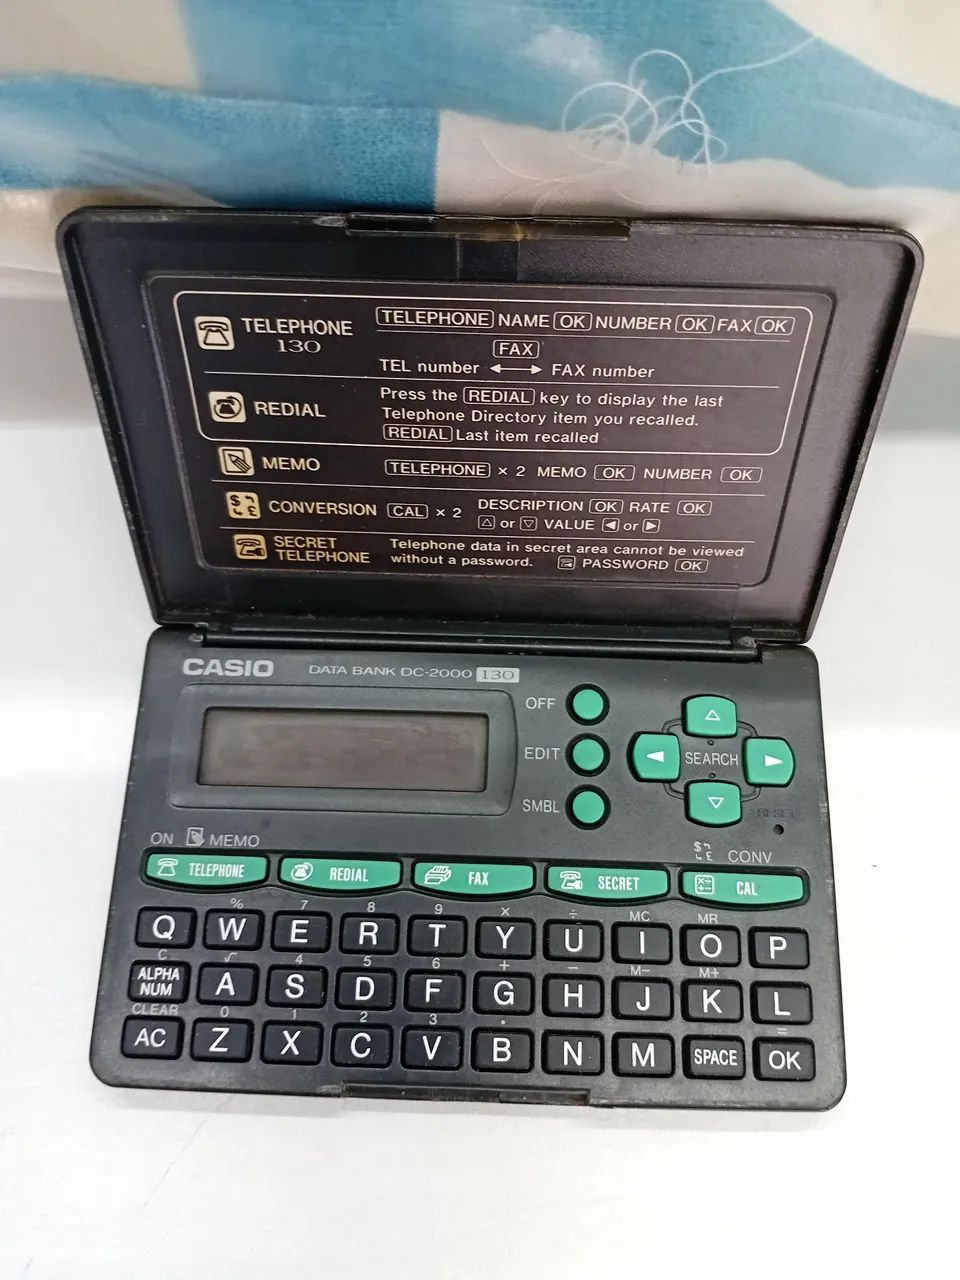 TELEPHONE
130
TELEPHONE NAME OK NUMBER OK FAX OK
FAX
TEL number ↔ FAX number
REDIAL
Press the REDIAL key to display the last
Telephone Directory item you recalled.
REDIAL Last item recalled
MEMO
TELEPHONE × 2 MEMO OK NUMBER OK
$ £ CONVERSION CAL × 2 DESCRIPTION OK RATE OK
△ or ▽ VALUE ◀ or ▶
SECRET
TELEPHONE
Telephone data in secret area cannot be viewed
without a password. PASSWORD OK
CASIO DATA BANK DC-2000 130
OFF
EDIT
SMBL
SEARCH
RESET
ON MEMO
$ £ CONV
TELEPHONE REDIAL FAX SECRET CAL
% 7 8 9 × ÷ MC MR
Q W E R T Y U I O P
C √ 4 5 6 + − M− M+
ALPHA NUM A S D F G H J K L
CLEAR 0 1 2 3 · =
AC Z X C V B N M SPACE OK